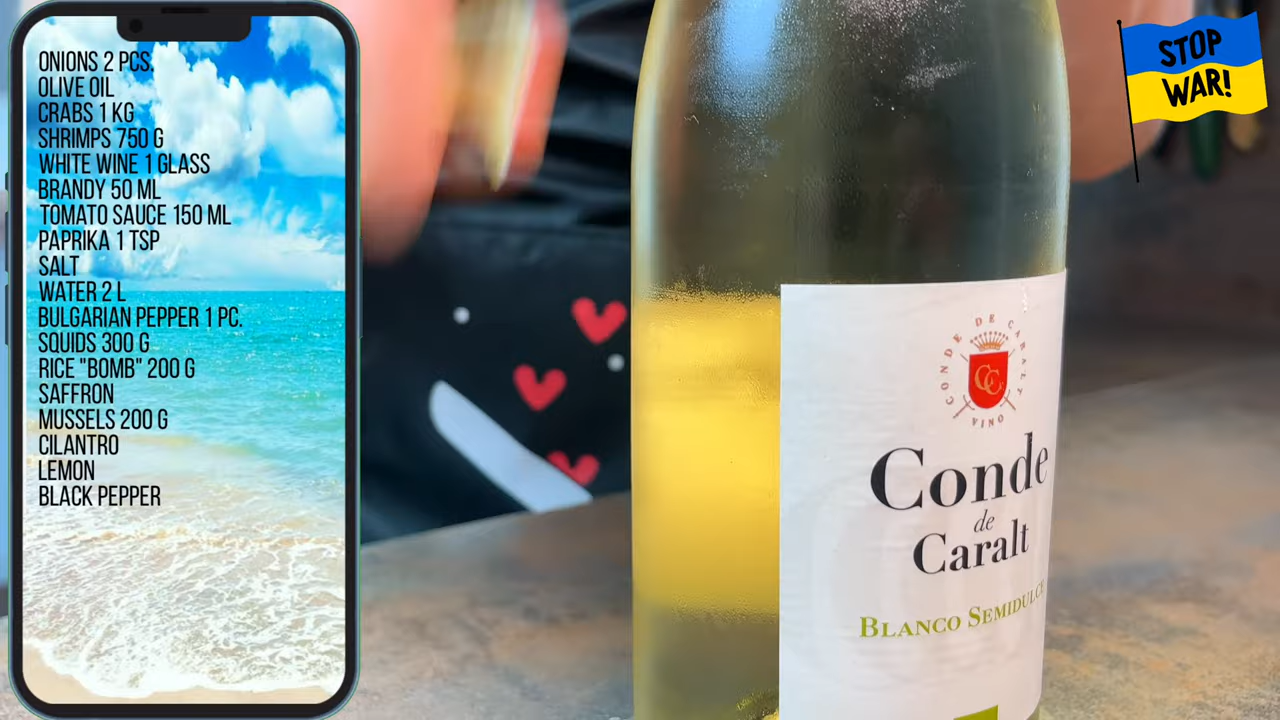 ONIONS 2 PCS.
OLIVE OIL
CRABS 1 KG
SHRIMPS 750 G
WHITE WINE 1 GLASS
BRANDY 50 ML
TOMATO SAUCE 150 ML
PAPRIKA 1 TSP
SALT
WATER 2 L
BULGARIAN PEPPER 1 PC.
SQUIDS 300 G
RICE "BOMB" 200 G
SAFFRON
MUSSELS 200 G
CILANTRO
LEMON
BLACK PEPPER
STOP
WAR!
CONDE DE CARALT
VINO
CC
Conde
de
Caralt
BLANCO SEMIDULCE